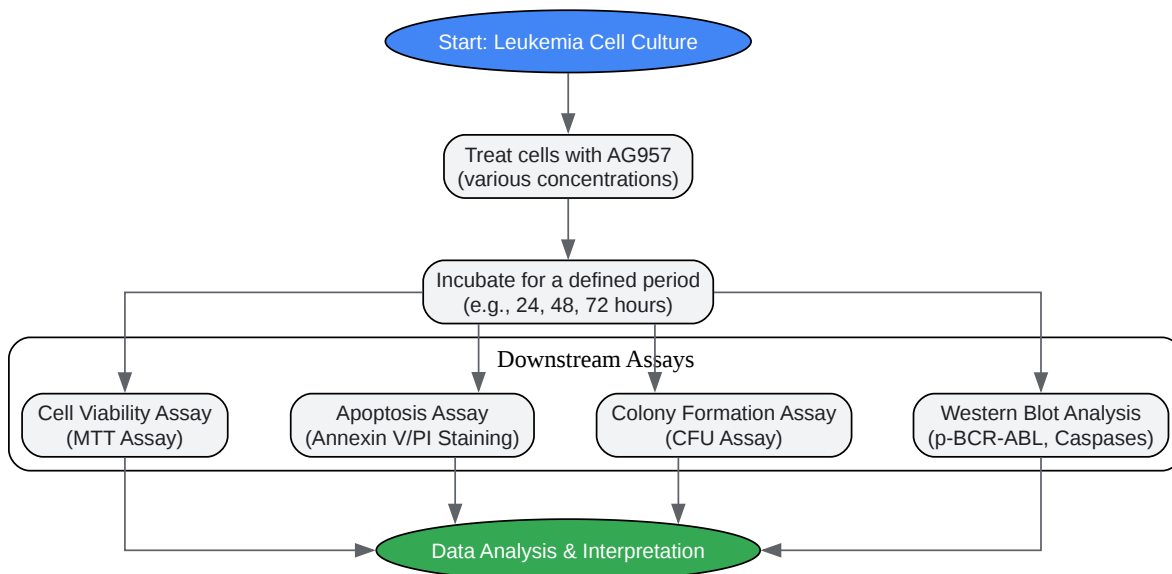 Start: Leukemia Cell Culture
Treat cells with AG957
(various concentrations)
Incubate for a defined period
(e.g., 24, 48, 72 hours)
Downstream Assays
Cell Viability Assay
(MTT Assay)
Apoptosis Assay
(Annexin V/PI Staining)
Colony Formation Assay
(CFU Assay)
Western Blot Analysis
(p-BCR-ABL, Caspases)
Data Analysis & Interpretation